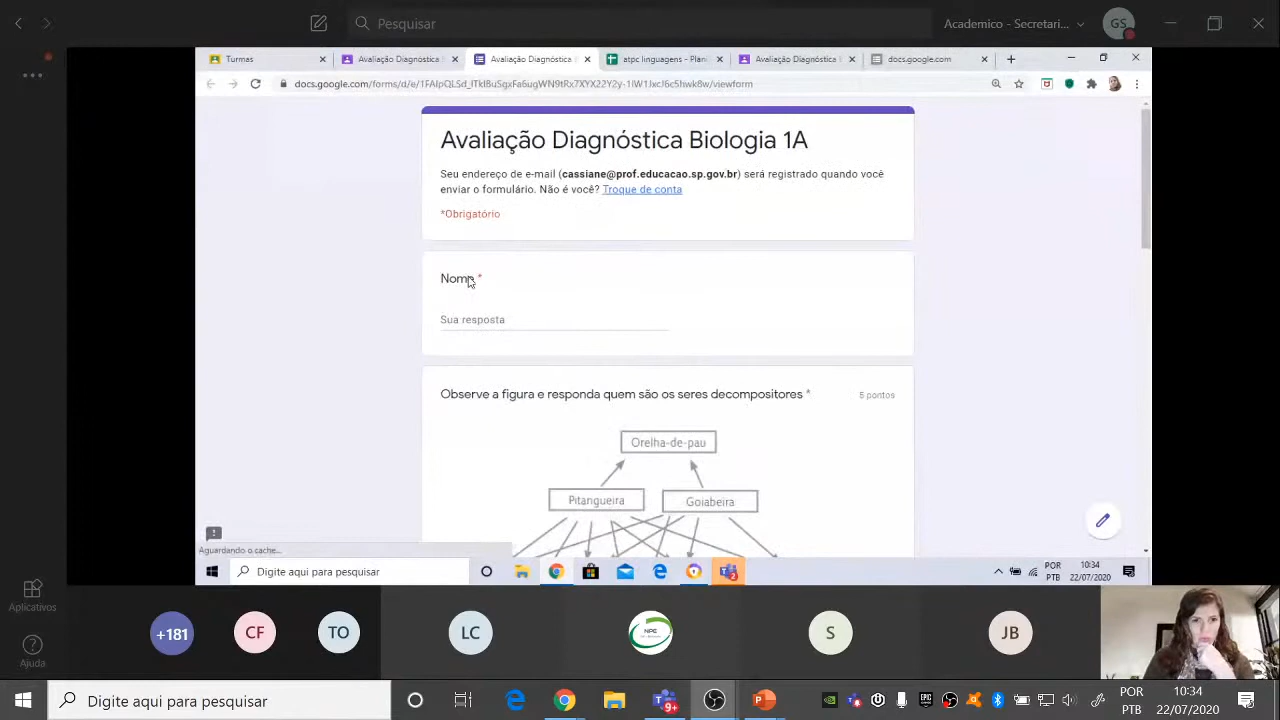 Pesquisar
Academico - Secretari...
GS
Turmas
Avaliação Diagnóstica
Avaliação Diagnóstica B
atpc linguagens - Plani
Avaliação Diagnóstica E
docs.google.com
Avaliação Diagnóstica Biologia 1A
Seu endereço de e-mail (cassiane@prof.educacao.sp.gov.br) será registrado quando você
enviar o formulário. Não é você? Troque de conta
*Obrigatório
Nome *
Sua resposta
Observe a figura e responda quem são os seres decompositores *
5 pontos
Orelha-de-pau
Pitangueira
Goiabeira
Aguardando o cache...
Digite aqui para pesquisar
POR
PTB
10:34
22/07/2020
Aplicativos
Ajuda
+181
CF
TO
LC
NPE
S
JB
Digite aqui para pesquisar
9+
POR
PTB
10:34
22/07/2020